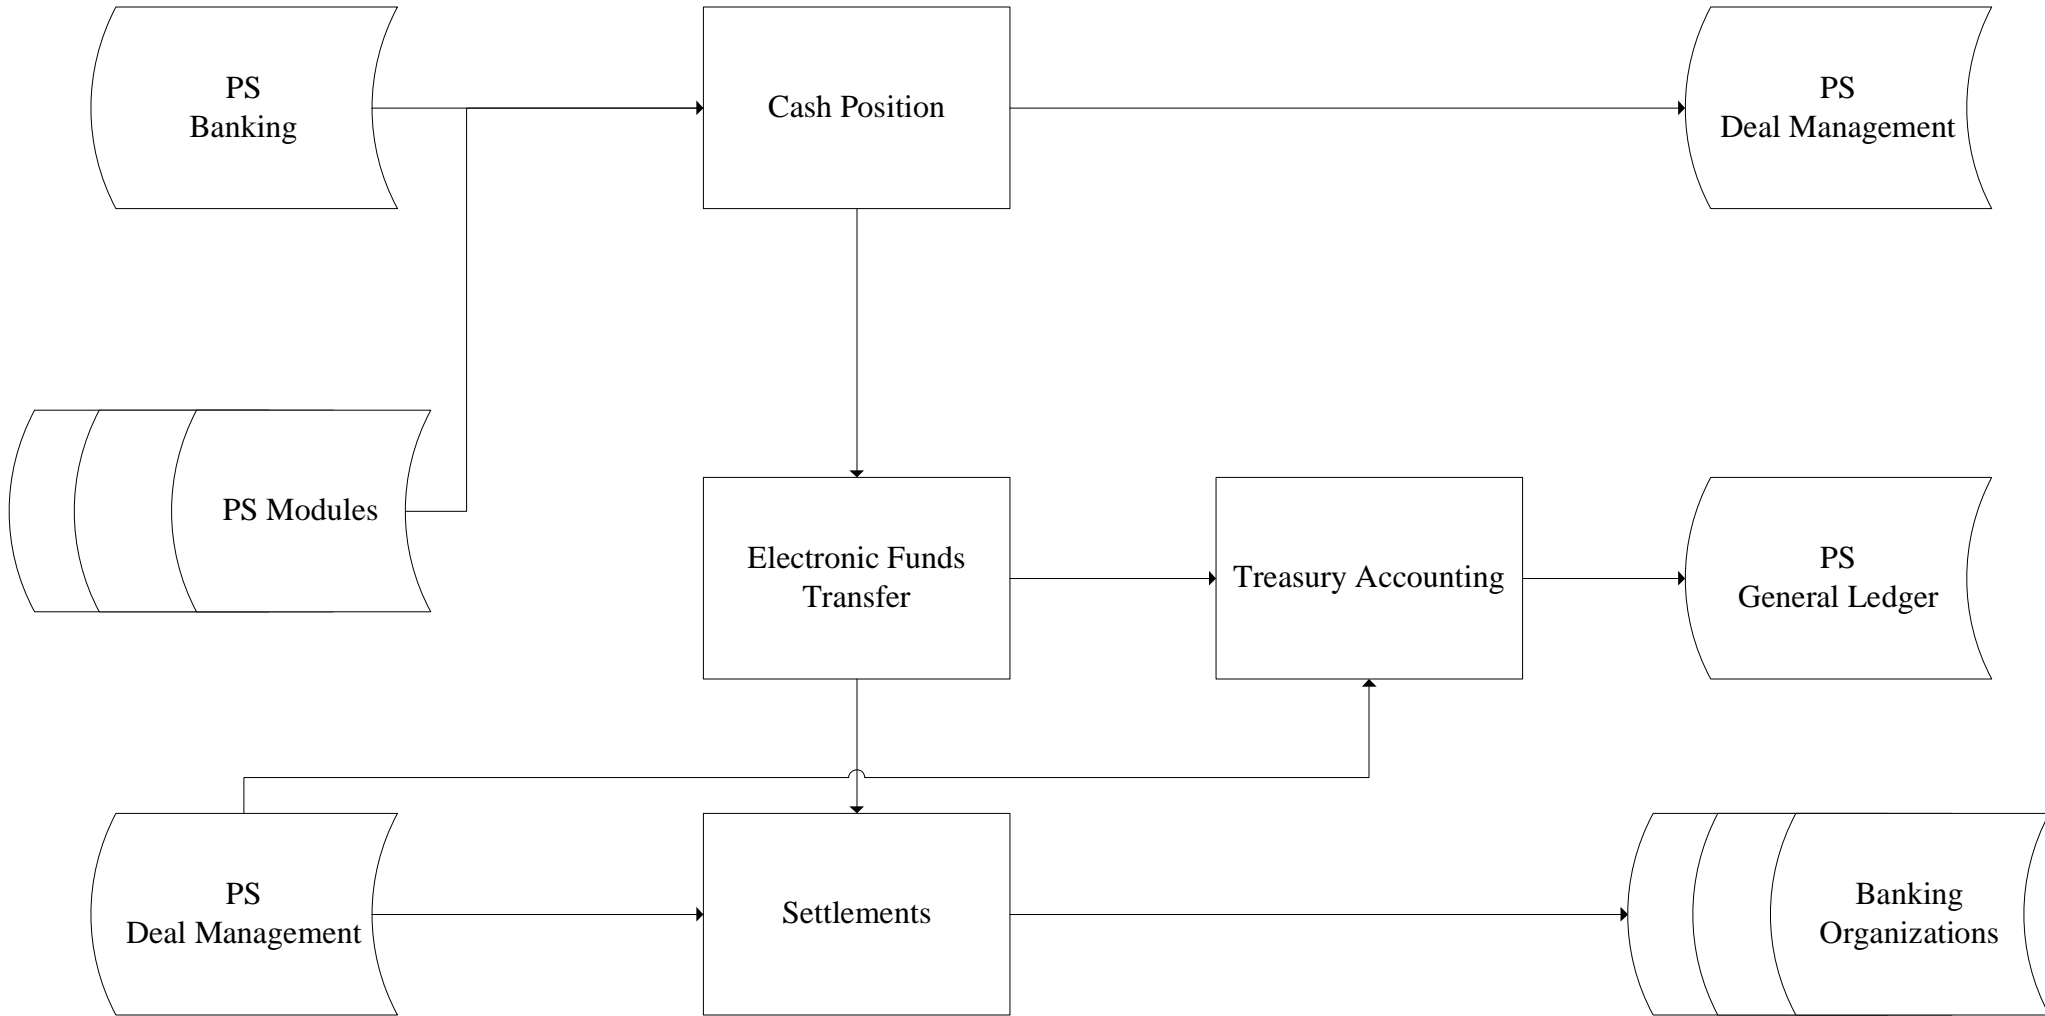 PS
Banking
Cash Position
PS
Deal Management
PS Modules
Electronic Funds
Transfer
Treasury Accounting
PS
General Ledger
PS
Deal Management
Settlements
Banking
Organizations